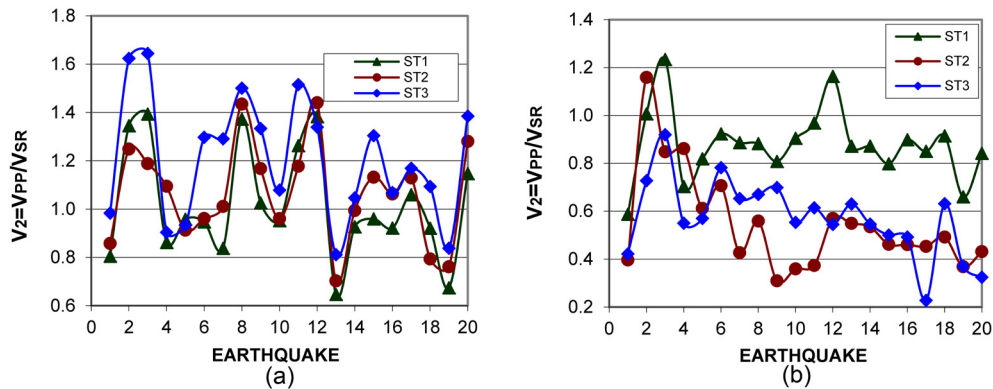 1.8
1.6
1.4
1.2
1.0
0.8
0.6
V2=VPP/VSR
ST1
ST2
ST3
0 2 4 6 8 10 12 14 16 18 20
EARTHQUAKE
(a)
1.4
1.2
1.0
0.8
0.6
0.4
0.2
V2=VPP/VSR
ST1
ST2
ST3
0 2 4 6 8 10 12 14 16 18 20
EARTHQUAKE
(b)